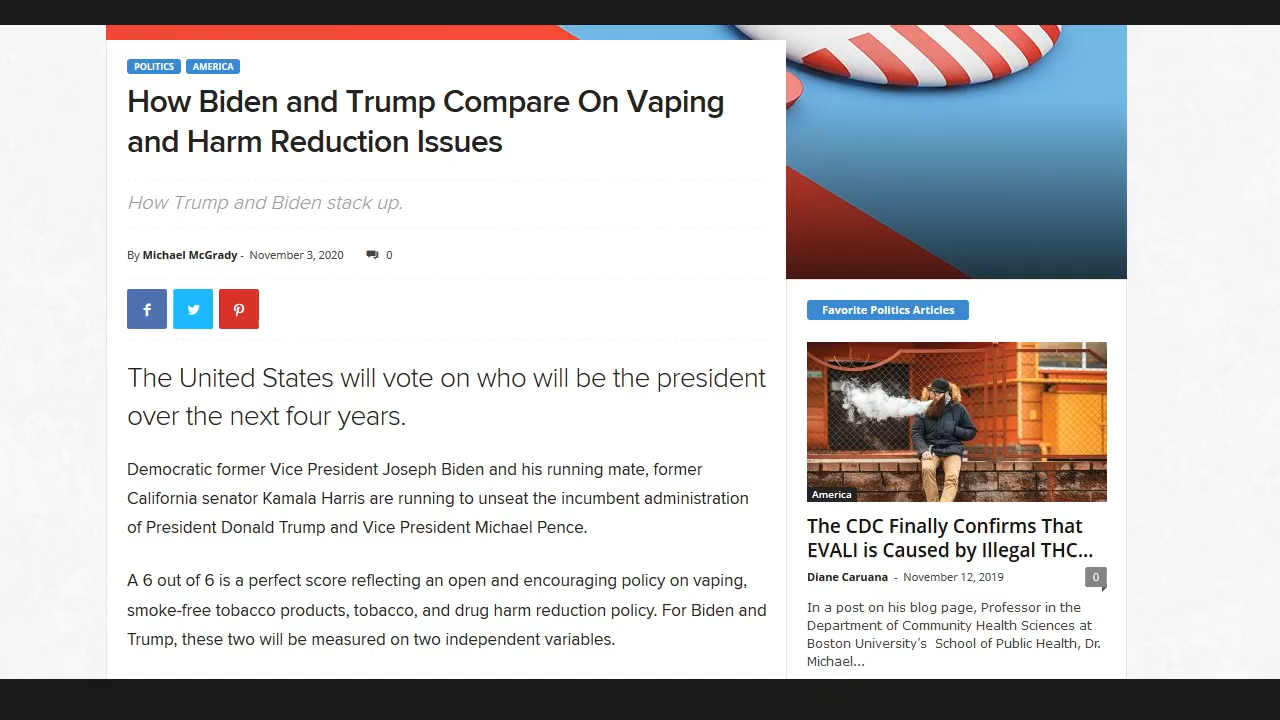 POLITICS AMERICA
How Biden and Trump Compare On Vaping
and Harm Reduction Issues
How Trump and Biden stack up.
By Michael McGrady - November 3, 2020 0
The United States will vote on who will be the president
over the next four years.
Democratic former Vice President Joseph Biden and his running mate, former
California senator Kamala Harris are running to unseat the incumbent administration
of President Donald Trump and Vice President Michael Pence.
A 6 out of 6 is a perfect score reflecting an open and encouraging policy on vaping,
smoke-free tobacco products, tobacco, and drug harm reduction policy. For Biden and
Trump, these two will be measured on two independent variables.
Favorite Politics Articles
America
The CDC Finally Confirms That
EVALI is Caused by Illegal THC...
Diane Caruana - November 12, 2019 0
In a post on his blog page, Professor in the
Department of Community Health Sciences at
Boston University’s School of Public Health, Dr.
Michael...